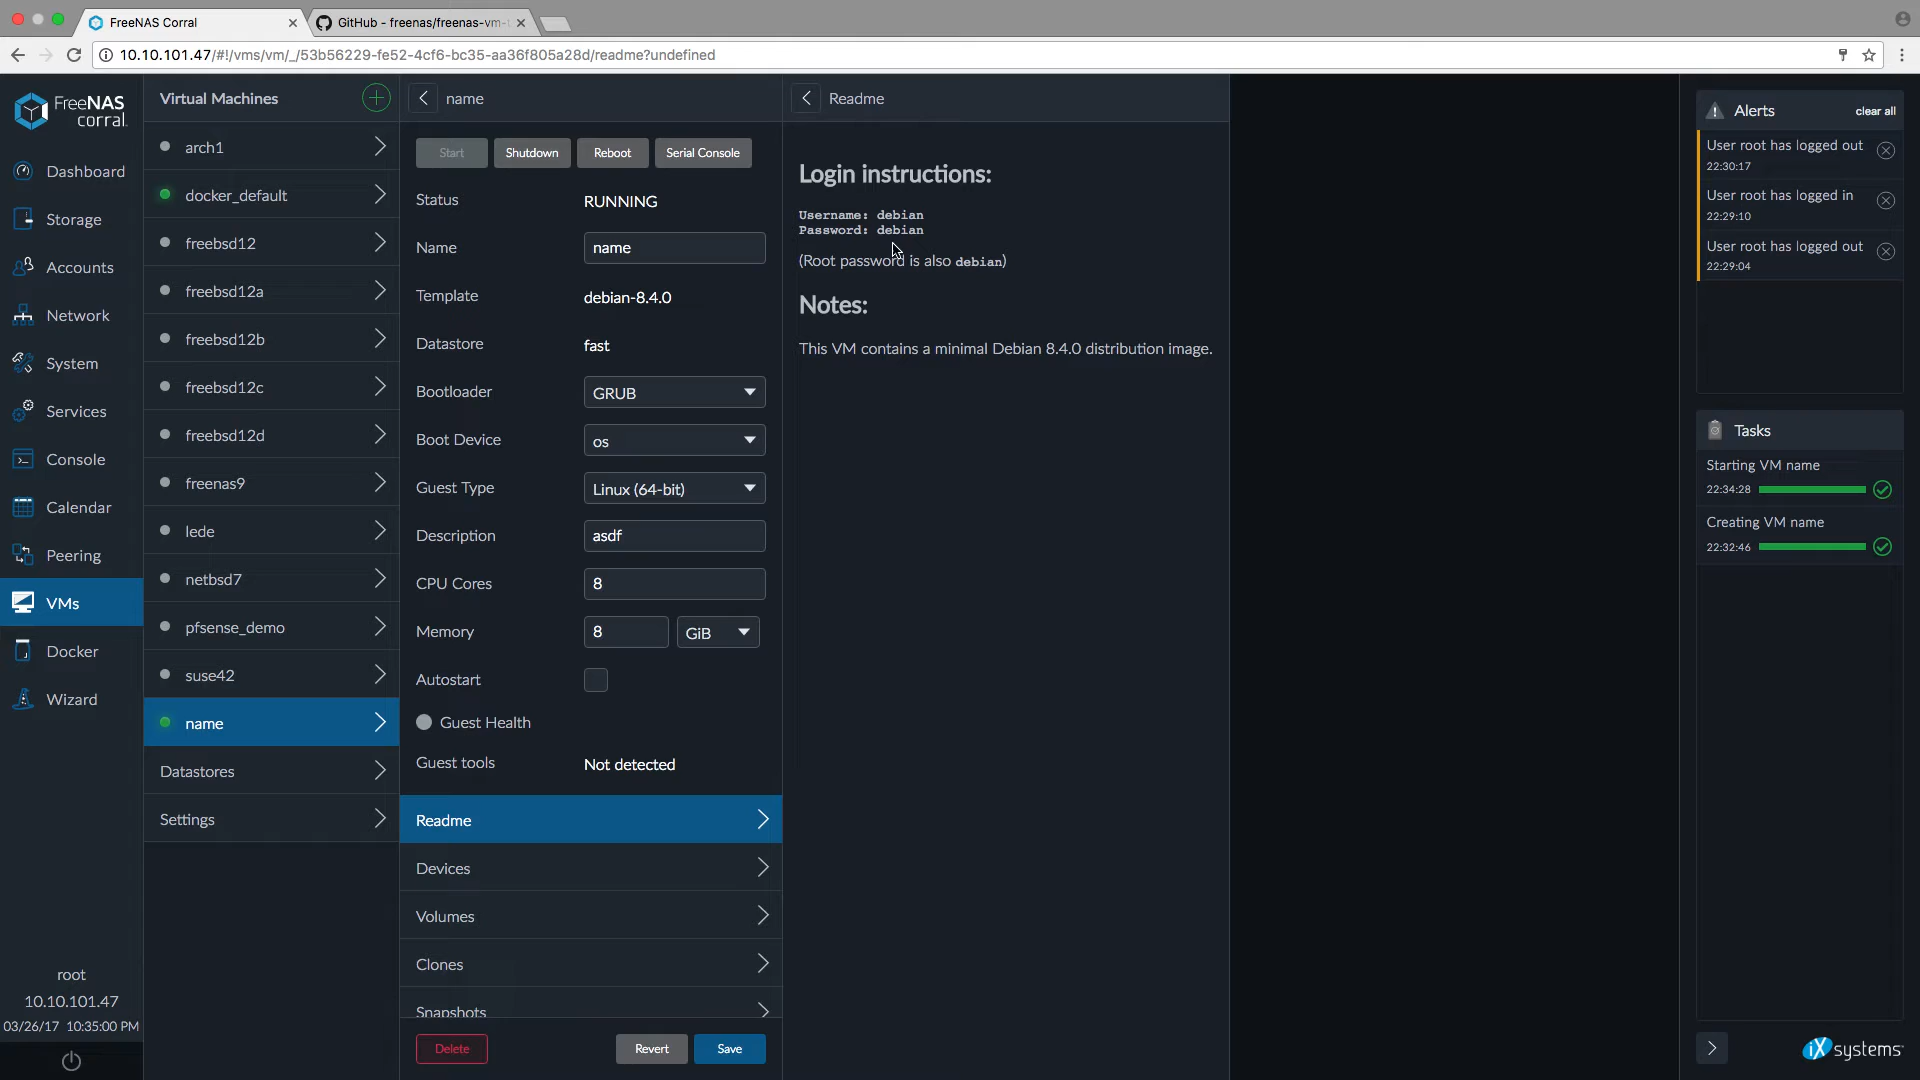 FreeNAS Corral
GitHub - freenas/freenas-vm-
10.10.101.47/#!/vms/vm/_/53b56229-fe52-4cf6-bc35-aa36f805a28d/readme?undefined
FreeNAS
corral.
Dashboard
Storage
Accounts
Network
System
Services
Console
Calendar
Peering
VMs
Docker
Wizard
root
10.10.101.47
03/26/17 10:35:00 PM
Virtual Machines
arch1
docker_default
freebsd12
freebsd12a
freebsd12b
freebsd12c
freebsd12d
freenas9
lede
netbsd7
pfsense_demo
suse42
name
Datastores
Settings
name
Start Shutdown Reboot Serial Console
Status RUNNING
Name name
Template debian-8.4.0
Datastore fast
Bootloader GRUB
Boot Device os
Guest Type Linux (64-bit)
Description asdf
CPU Cores 8
Memory 8 GiB
Autostart
Guest Health
Guest tools Not detected
Readme
Devices
Volumes
Clones
Snapshots
Delete Revert Save
Readme
Login instructions:
Username: debian
Password: debian
(Root password is also debian)
Notes:
This VM contains a minimal Debian 8.4.0 distribution image.
Alerts clear all
User root has logged out
22:30:17
User root has logged in
22:29:10
User root has logged out
22:29:04
Tasks
Starting VM name
22:34:28
Creating VM name
22:32:46
iXsystems